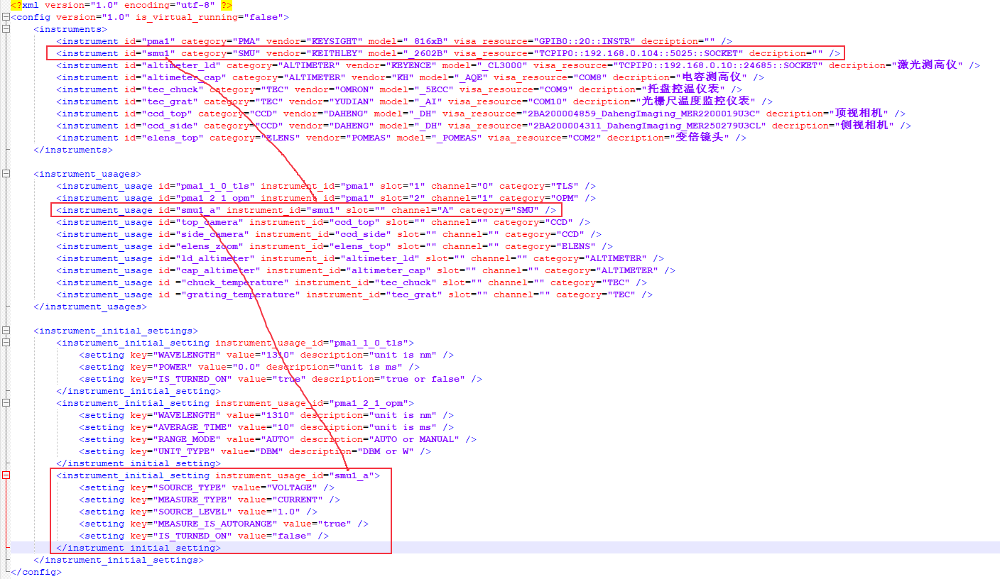 <?xml version="1.0" encoding="utf-8" ?>
<config version="1.0" is_virtual_running="false">
<instruments>
<instrument id="pma1" category="PMA" vendor="KEYSIGHT" model="_816xB" visa_resource="GPIB0::20::INSTR" decription="" />
<instrument id="smu1" category="SMU" vendor="KEITHLEY" model="_2602B" visa_resource="TCPIP0::192.168.0.104::5025::SOCKET" decription="" />
<instrument id="altimeter_ld" category="ALTIMETER" vendor="KEYENCE" model="_CL3000" visa_resource="TCPIP0::192.168.0.10::24685::SOCKET" decription="激光测高仪" />
<instrument id="altimeter_cap" category="ALTIMETER" vendor="KH" model="_AQE" visa_resource="COM8" decription="电容测高仪" />
<instrument id="tec_chuck" category="TEC" vendor="OMRON" model="_5ECC" visa_resource="COM9" decription="托盘控温仪表" />
<instrument id="tec_grat" category="TEC" vendor="YUDIAN" model="_AI" visa_resource="COM10" decription="光栅尺温度监控仪表" />
<instrument id="ccd_top" category="CCD" vendor="DAHENG" model="_DH" visa_resource="2BA200004859_DahengImaging_MER2200019U3C" decription="顶视相机" />
<instrument id="ccd_side" category="CCD" vendor="DAHENG" model="_DH" visa_resource="2BA200004311_DahengImaging_MER250279U3CL" decription="侧视相机" />
<instrument id="elens_top" category="ELENS" vendor="POMEAS" model="_POMEAS" visa_resource="COM2" decription="变倍镜头" />
</instruments>
<instrument_usages>
<instrument_usage id="pma1_1_0_tls" instrument_id="pma1" slot="1" channel="0" category="TLS" />
<instrument_usage id="pma1_2_1_opm" instrument_id="pma1" slot="2" channel="1" category="OPM" />
<instrument_usage id="smu1_a" instrument_id="smu1" slot="" channel="A" category="SMU" />
<instrument_usage id="top_camera" instrument_id="ccd_top" slot="" channel="" category="CCD" />
<instrument_usage id="side_camera" instrument_id="ccd_side" slot="" channel="" category="CCD" />
<instrument_usage id="elens_zoom" instrument_id="elens_top" slot="" channel="" category="ELENS" />
<instrument_usage id="ld_altimeter" instrument_id="altimeter_ld" slot="" channel="" category="ALTIMETER" />
<instrument_usage id="cap_altimeter" instrument_id="altimeter_cap" slot="" channel="" category="ALTIMETER" />
<instrument_usage id ="chuck_temperature" instrument_id="tec_chuck" slot="" channel="" category="TEC" />
<instrument_usage id ="grating_temperature" instrument_id="tec_grat" slot="" channel="" category="TEC" />
</instrument_usages>
<instrument_initial_settings>
<instrument_initial_setting instrument_usage_id="pma1_1_0_tls">
<setting key="WAVELENGTH" value="1310" description="unit is nm" />
<setting key="POWER" value="0.0" description="unit is ms" />
<setting key="IS_TURNED_ON" value="true" description="true or false" />
</instrument_initial_setting>
<instrument_initial_setting instrument_usage_id="pma1_2_1_opm">
<setting key="WAVELENGTH" value="1310" description="unit is nm" />
<setting key="AVERAGE_TIME" value="10" description="unit is ms" />
<setting key="RANGE_MODE" value="AUTO" description="AUTO or MANUAL" />
<setting key="UNIT_TYPE" value="DBM" description="DBM or W" />
</instrument_initial_setting>
<instrument_initial_setting instrument_usage_id="smu1_a">
<setting key="SOURCE_TYPE" value="VOLTAGE" />
<setting key="MEASURE_TYPE" value="CURRENT" />
<setting key="SOURCE_LEVEL" value="1.0" />
<setting key="MEASURE_IS_AUTORANGE" value="true" />
<setting key="IS_TURNED_ON" value="false" />
</instrument_initial_setting>
</instrument_initial_settings>
</config>